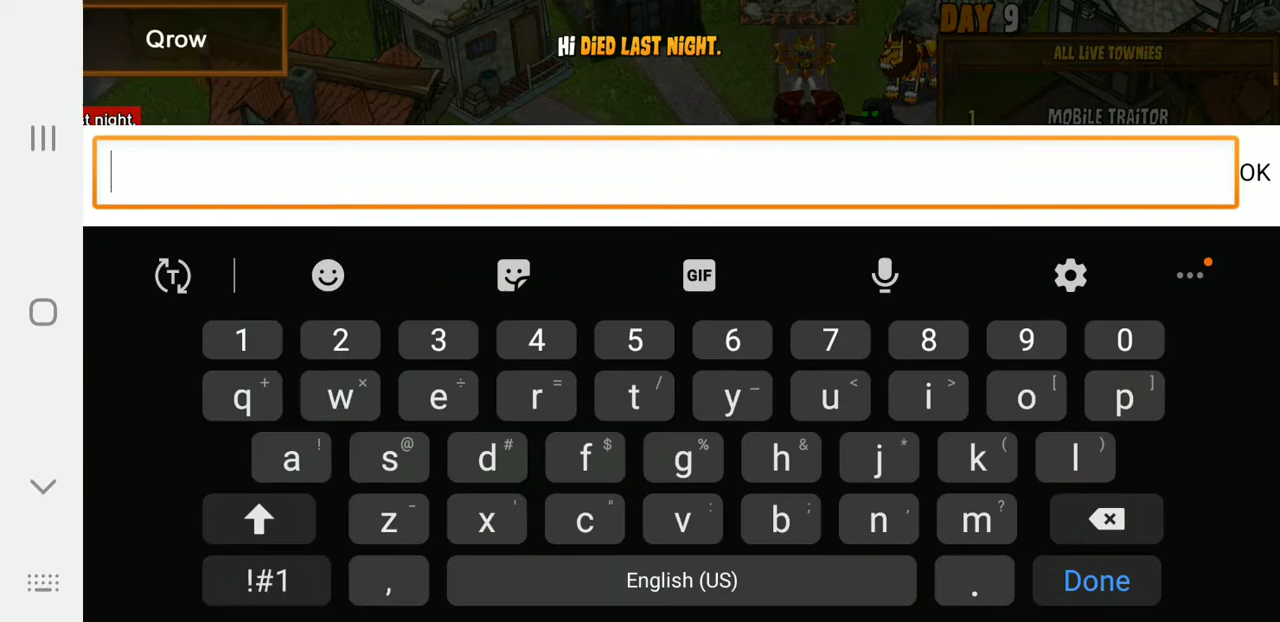 Qrow
Hi DIED LAST NIGHT.
DAY 9
ALL LIVE TOWNIES
t night.
1 MOBILE TRAITOR
OK
T
GIF
1 2 3 4 5 6 7 8 9 0
q + w × e ÷ r = t / y _ u < i > o [ p ]
a ! s @ d # f $ g % h & j * k ( l )
z - x ' c " v : b ; n , m ?
!#1 , English (US) . Done